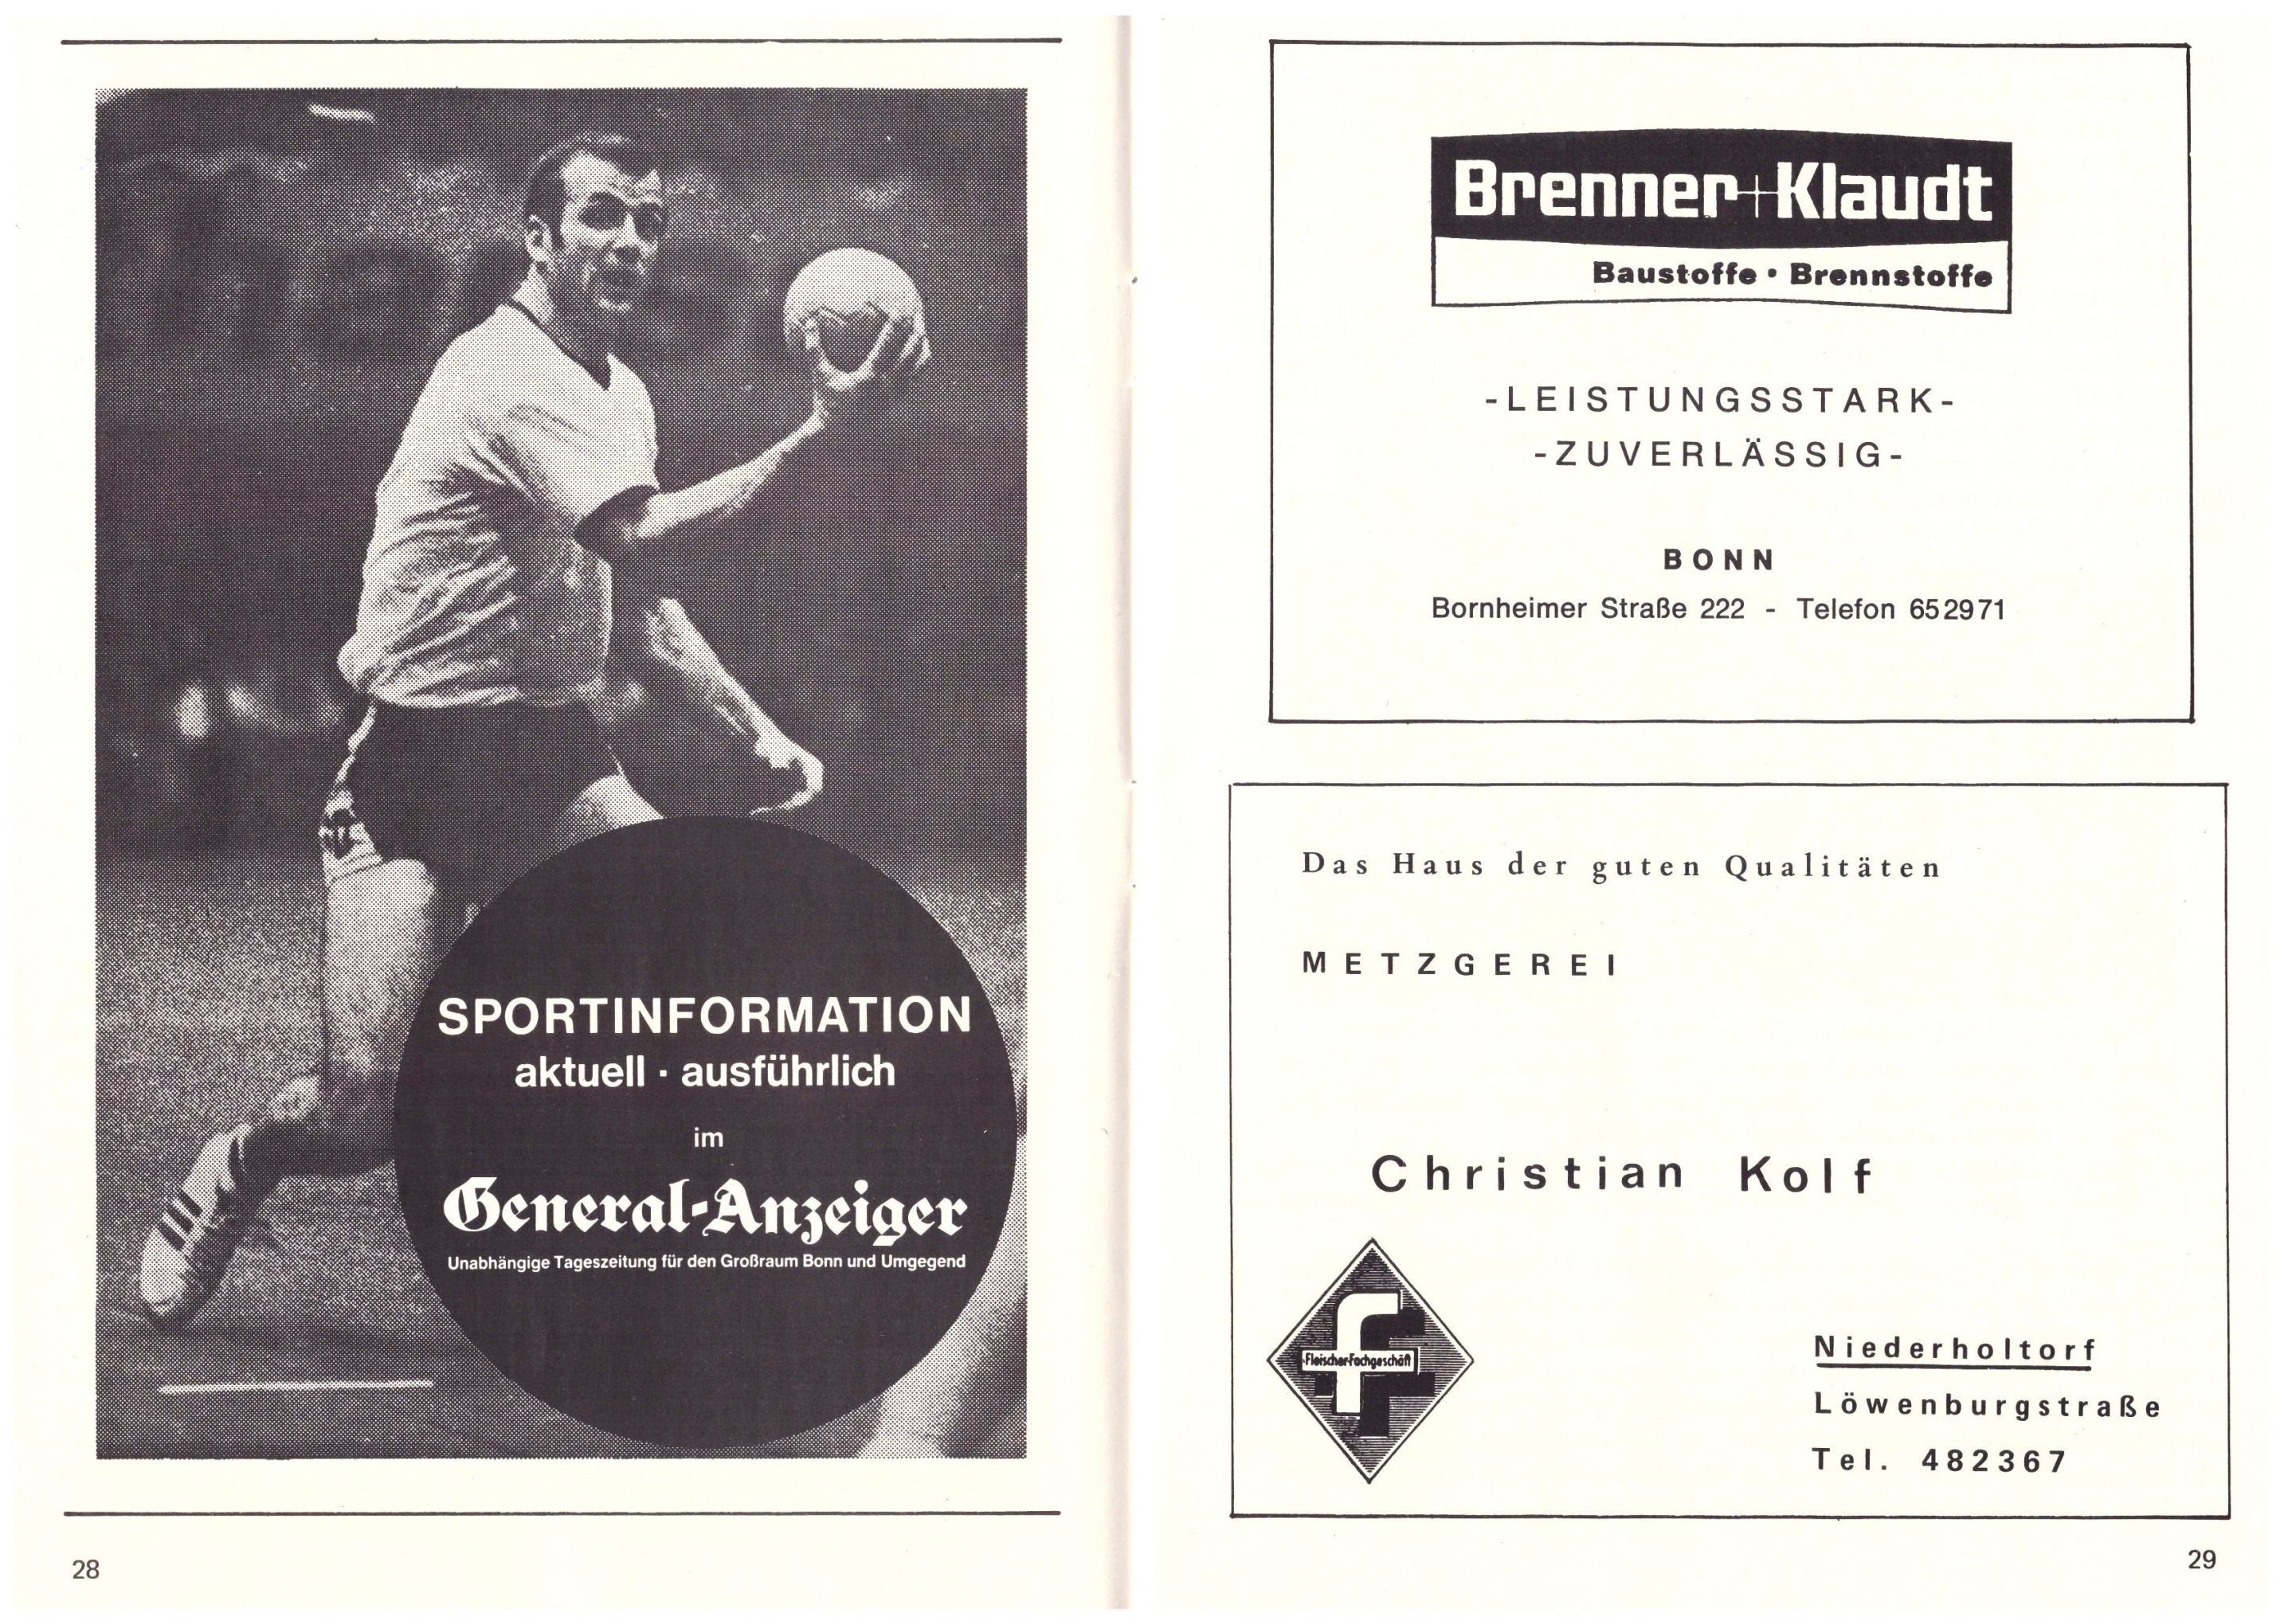 SPORTINFORMATION
aktuell · ausführlich
im
General-Anzeiger
Unabhängige Tageszeitung für den Großraum Bonn und Umgegend
28
Brenner+Klaudt
Baustoffe · Brennstoffe
-LEISTUNGSSTARK-
-ZUVERLÄSSIG-
BONN
Bornheimer Straße 222 - Telefon 652971
Das Haus der guten Qualitäten
METZGEREI
Christian Kolf
f
Fleischer-Fachgeschäft
Niederholtorf
Löwenburgstraße
Tel. 482367
29